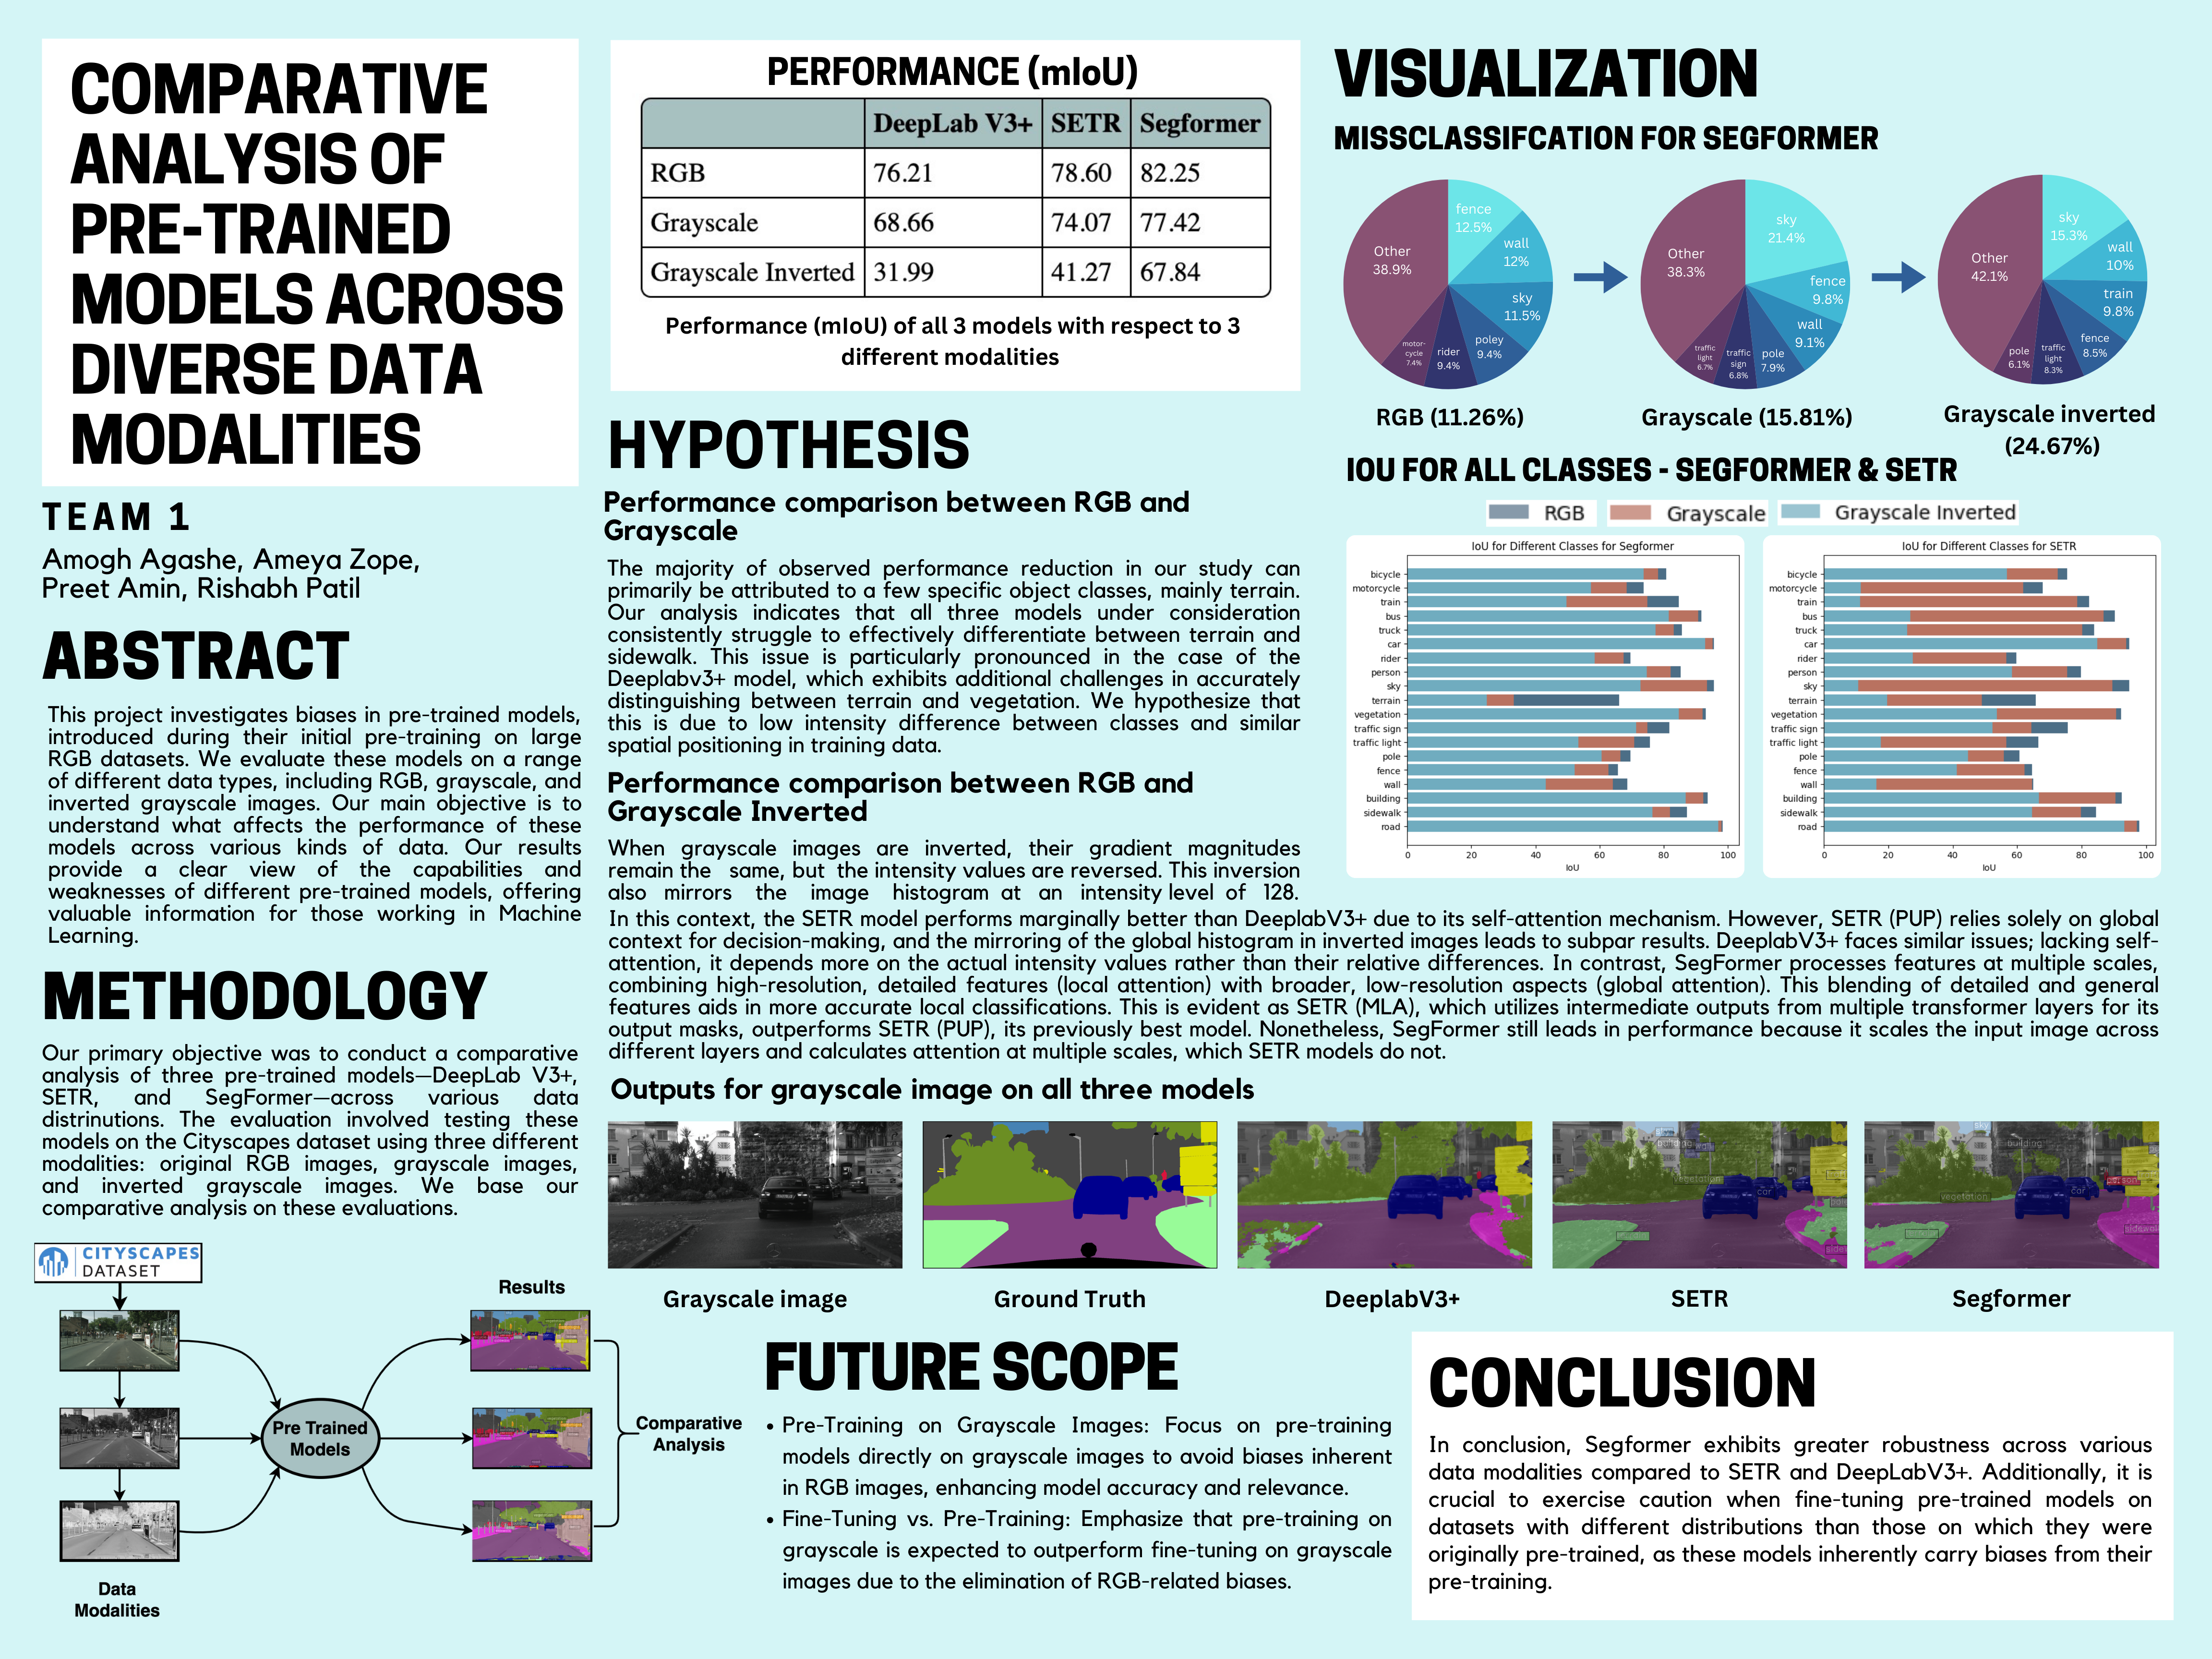 COMPARATIVE
ANALYSIS OF
PRE-TRAINED
MODELS ACROSS
DIVERSE DATA
MODALITIES
TEAM 1
Amogh Agashe, Ameya Zope,
Preet Amin, Rishabh Patil
ABSTRACT
This project investigates biases in pre-trained models,
introduced during their initial pre-training on large
RGB datasets. We evaluate these models on a range
of different data types, including RGB, grayscale, and
inverted grayscale images. Our main objective is to
understand what affects the performance of these
models across various kinds of data. Our results
provide a clear view of the capabilities and
weaknesses of different pre-trained models, offering
valuable information for those working in Machine
Learning.
METHODOLOGY
Our primary objective was to conduct a comparative
analysis of three pre-trained models—DeepLab V3+,
SETR, and SegFormer—across various data
distrinutions. The evaluation involved testing these
models on the Cityscapes dataset using three different
modalities: original RGB images, grayscale images,
and inverted grayscale images. We base our
comparative analysis on these evaluations.
CITYSCAPES
DATASET
Results
Pre Trained
Models
Comparative
Analysis
Data
Modalities
PERFORMANCE (mIoU)
DeepLab V3+ SETR Segformer
RGB 76.21 78.60 82.25
Grayscale 68.66 74.07 77.42
Grayscale Inverted 31.99 41.27 67.84
Performance (mIoU) of all 3 models with respect to 3
different modalities
HYPOTHESIS
Performance comparison between RGB and
Grayscale
The majority of observed performance reduction in our study can
primarily be attributed to a few specific object classes, mainly terrain.
Our analysis indicates that all three models under consideration
consistently struggle to effectively differentiate between terrain and
sidewalk. This issue is particularly pronounced in the case of the
Deeplabv3+ model, which exhibits additional challenges in accurately
distinguishing between terrain and vegetation. We hypothesize that
this is due to low intensity difference between classes and similar
spatial positioning in training data.
Performance comparison between RGB and
Grayscale Inverted
When grayscale images are inverted, their gradient magnitudes
remain the same, but the intensity values are reversed. This inversion
also mirrors the image histogram at an intensity level of 128.
In this context, the SETR model performs marginally better than DeeplabV3+ due to its self-attention mechanism. However, SETR (PUP) relies solely on global
context for decision-making, and the mirroring of the global histogram in inverted images leads to subpar results. DeeplabV3+ faces similar issues; lacking self-
attention, it depends more on the actual intensity values rather than their relative differences. In contrast, SegFormer processes features at multiple scales,
combining high-resolution, detailed features (local attention) with broader, low-resolution aspects (global attention). This blending of detailed and general
features aids in more accurate local classifications. This is evident as SETR (MLA), which utilizes intermediate outputs from multiple transformer layers for its
output masks, outperforms SETR (PUP), its previously best model. Nonetheless, SegFormer still leads in performance because it scales the input image across
different layers and calculates attention at multiple scales, which SETR models do not.
VISUALIZATION
MISSCLASSIFCATION FOR SEGFORMER
fence
12.5%
wall
12%
sky
11.5%
poley
9.4%
rider
9.4%
motor-
cycle
7.4%
Other
38.9%
RGB (11.26%)
sky
21.4%
fence
9.8%
wall
9.1%
pole
7.9%
traffic
sign
6.8%
traffic
light
6.7%
Other
38.3%
Grayscale (15.81%)
sky
15.3%
wall
10%
train
9.8%
fence
8.5%
traffic
light
8.3%
pole
6.1%
Other
42.1%
Grayscale inverted
(24.67%)
IOU FOR ALL CLASSES - SEGFORMER & SETR
RGB Grayscale Grayscale Inverted
IoU for Different Classes for Segformer
bicycle
motorcycle
train
bus
truck
car
rider
person
sky
terrain
vegetation
traffic sign
traffic light
pole
fence
wall
building
sidewalk
road
0 20 40 60 80 100
IoU
IoU for Different Classes for SETR
bicycle
motorcycle
train
bus
truck
car
rider
person
sky
terrain
vegetation
traffic sign
traffic light
pole
fence
wall
building
sidewalk
road
0 20 40 60 80 100
IoU
Outputs for grayscale image on all three models
building
wall
vegetation
car
sky
building
vegetation
car
person
sidewalk
Grayscale image
Ground Truth
DeeplabV3+
SETR
Segformer
FUTURE SCOPE
• Pre-Training on Grayscale Images: Focus on pre-training
models directly on grayscale images to avoid biases inherent
in RGB images, enhancing model accuracy and relevance.
• Fine-Tuning vs. Pre-Training: Emphasize that pre-training on
grayscale is expected to outperform fine-tuning on grayscale
images due to the elimination of RGB-related biases.
CONCLUSION
In conclusion, Segformer exhibits greater robustness across various
data modalities compared to SETR and DeepLabV3+. Additionally, it is
crucial to exercise caution when fine-tuning pre-trained models on
datasets with different distributions than those on which they were
originally pre-trained, as these models inherently carry biases from their
pre-training.